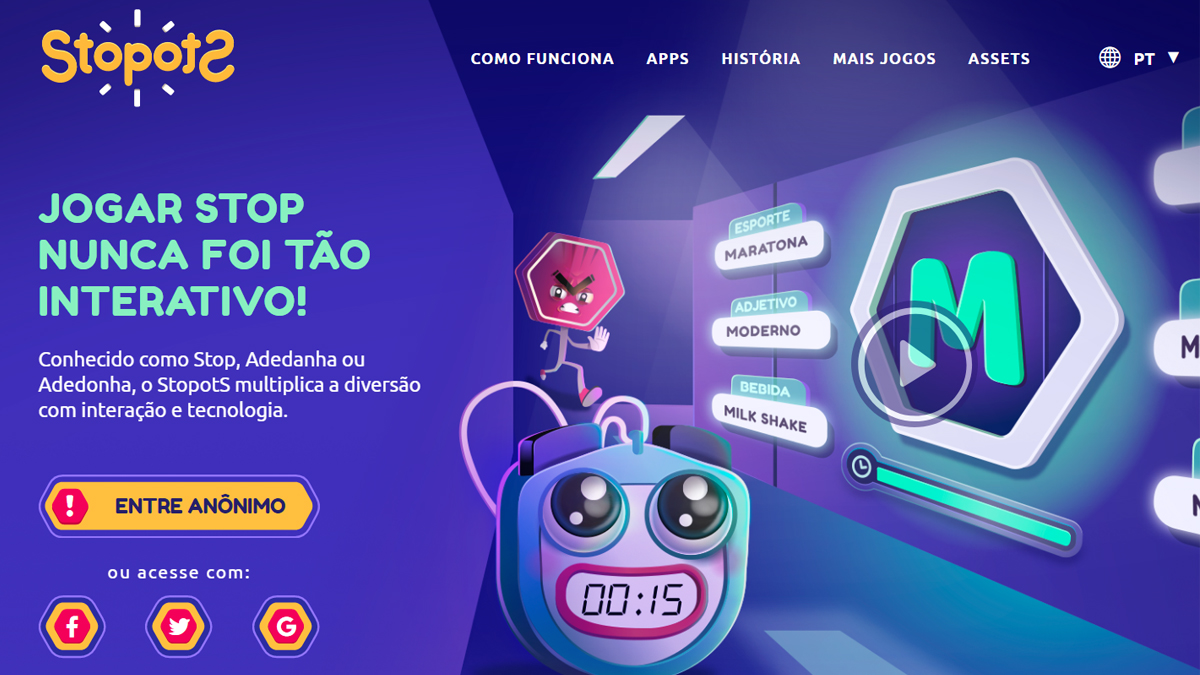 StopotS
COMO FUNCIONA
APPS
HISTÓRIA
MAIS JOGOS
ASSETS
PT
JOGAR STOP
NUNCA FOI TÃO
INTERATIVO!
Conhecido como Stop, Adedanha ou
Adedonha, o StopotS multiplica a diversão
com interação e tecnologia.
! ENTRE ANÔNIMO
ou acesse com:
ESPORTE
MARATONA
ADJETIVO
MODERNO
BEBIDA
MILK SHAKE
M
00:15